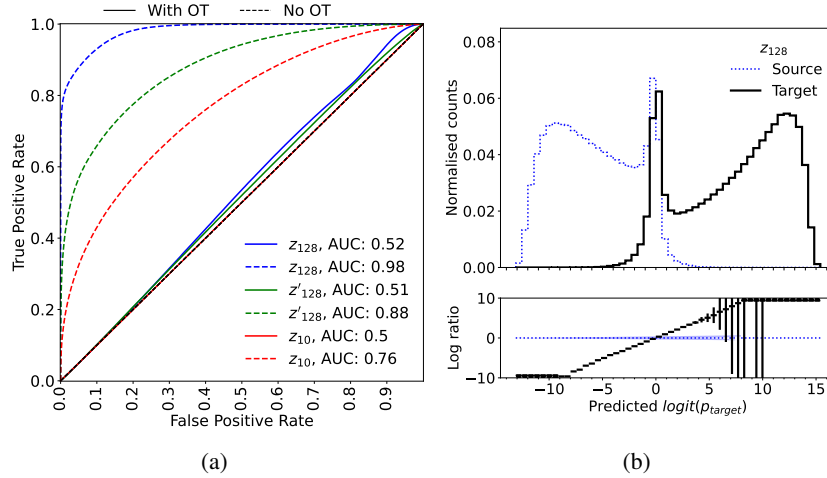 With OT No OT
True Positive Rate
1.0
0.8
0.6
0.4
0.2
0.0
z128, AUC: 0.52
z128, AUC: 0.98
z'128, AUC: 0.51
z'128, AUC: 0.88
z10, AUC: 0.5
z10, AUC: 0.76
0.0 0.1 0.2 0.3 0.4 0.5 0.6 0.7 0.8 0.9
False Positive Rate
(a)
Normalised counts
0.08
0.06
0.04
0.02
0.00
z128
Source
Target
Log ratio
10
0
−10
−10 −5 0 5 10 15
Predicted logit(ptarget)
(b)